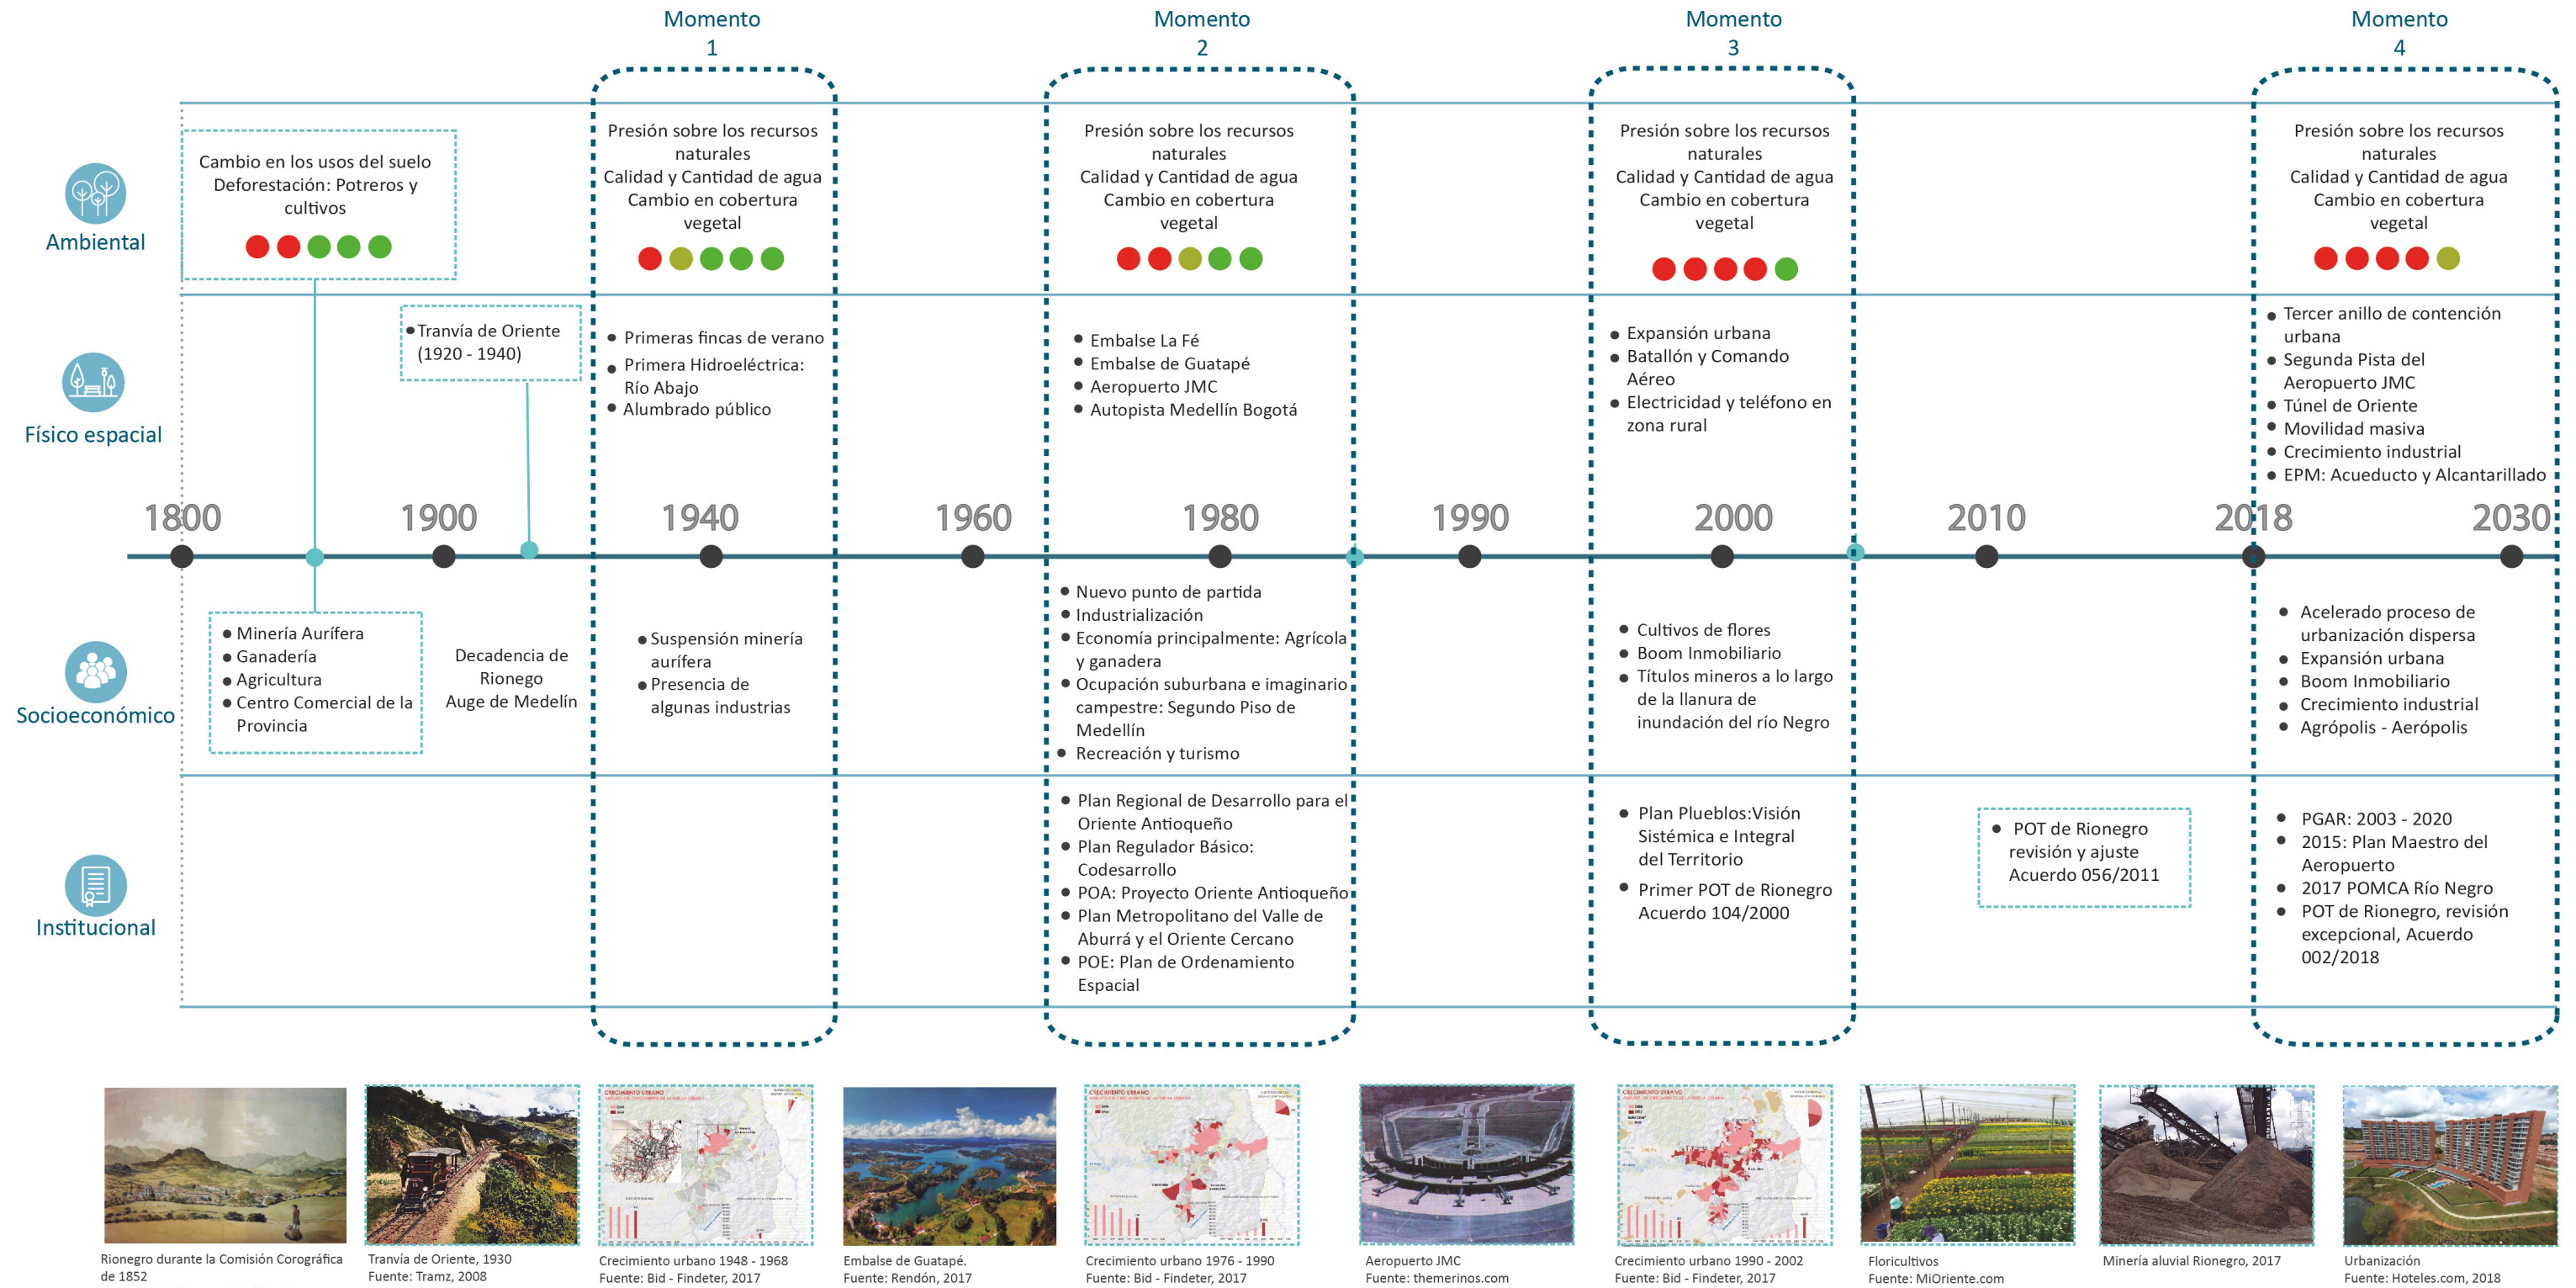 Momento
1
Momento
2
Momento
3
Momento
4
Ambiental
Cambio en los usos del suelo
Deforestación: Potreros y
cultivos
Presión sobre los recursos
naturales
Calidad y Cantidad de agua
Cambio en cobertura
vegetal
Presión sobre los recursos
naturales
Calidad y Cantidad de agua
Cambio en cobertura
vegetal
Presión sobre los recursos
naturales
Calidad y Cantidad de agua
Cambio en cobertura
vegetal
Presión sobre los recursos
naturales
Calidad y Cantidad de agua
Cambio en cobertura
vegetal
Físico espacial
Tranvía de Oriente
(1920 - 1940)
Primeras fincas de verano
Primera Hidroeléctrica:
Río Abajo
Alumbrado público
Embalse La Fé
Embalse de Guatapé
Aeropuerto JMC
Autopista Medellín Bogotá
Expansión urbana
Batallón y Comando
Aéreo
Electricidad y teléfono en
zona rural
Tercer anillo de contención
urbana
Segunda Pista del
Aeropuerto JMC
Túnel de Oriente
Movilidad masiva
Crecimiento industrial
EPM: Acueducto y Alcantarillado
1800
1900
1940
1960
1980
1990
2000
2010
2018
2030
Socioeconómico
Minería Aurífera
Ganadería
Agricultura
Centro Comercial de la
Provincia
Decadencia de
Rionego
Auge de Medelín
Suspensión minería
aurífera
Presencia de
algunas industrias
Nuevo punto de partida
Industrialización
Economía principalmente: Agrícola
y ganadera
Ocupación suburbana e imaginario
campestre: Segundo Piso de
Medellín
Recreación y turismo
Cultivos de flores
Boom Inmobiliario
Títulos mineros a lo largo
de la llanura de
inundación del río Negro
Acelerado proceso de
urbanización dispersa
Expansión urbana
Boom Inmobiliario
Crecimiento industrial
Agrópolis - Aerópolis
Institucional
Plan Regional de Desarrollo para el
Oriente Antioqueño
Plan Regulador Básico:
Codesarrollo
POA: Proyecto Oriente Antioqueño
Plan Metropolitano del Valle de
Aburrá y el Oriente Cercano
POE: Plan de Ordenamiento
Espacial
Plan Plueblos:Visión
Sistémica e Integral
del Territorio
Primer POT de Rionegro
Acuerdo 104/2000
POT de Rionegro
revisión y ajuste
Acuerdo 056/2011
PGAR: 2003 - 2020
2015: Plan Maestro del
Aeropuerto
2017 POMCA Río Negro
POT de Rionegro, revisión
excepcional, Acuerdo
002/2018
CRECIMIENTO URBANO
CRECIMIENTO URBANO
CRECIMIENTO URBANO
Rionegro durante la Comisión Corográfica
de 1852
Tranvía de Oriente, 1930
Fuente: Tramz, 2008
Crecimiento urbano 1948 - 1968
Fuente: Bid - Findeter, 2017
Embalse de Guatapé.
Fuente: Rendón, 2017
Crecimiento urbano 1976 - 1990
Fuente: Bid - Findeter, 2017
Aeropuerto JMC
Fuente: themerinos.com
Crecimiento urbano 1990 - 2002
Fuente: Bid - Findeter, 2017
Floricultivos
Fuente: MiOriente.com
Minería aluvial Rionegro, 2017
Urbanización
Fuente: Hoteles.com, 2018